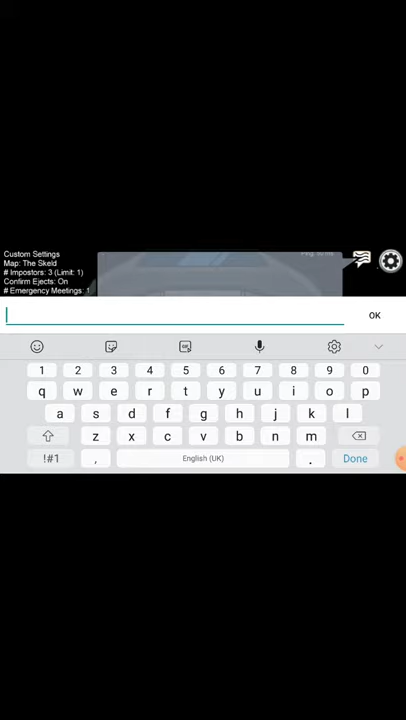 Custom Settings
Map: The Skeld
# Impostors: 3 (Limit: 1)
Confirm Ejects: On
# Emergency Meetings: 1
OK
GIF
1 2 3 4 5 6 7 8 9 0
q w e r t y u i o p
a s d f g h j k l
z x c v b n m
!#1 , English (UK) . Done